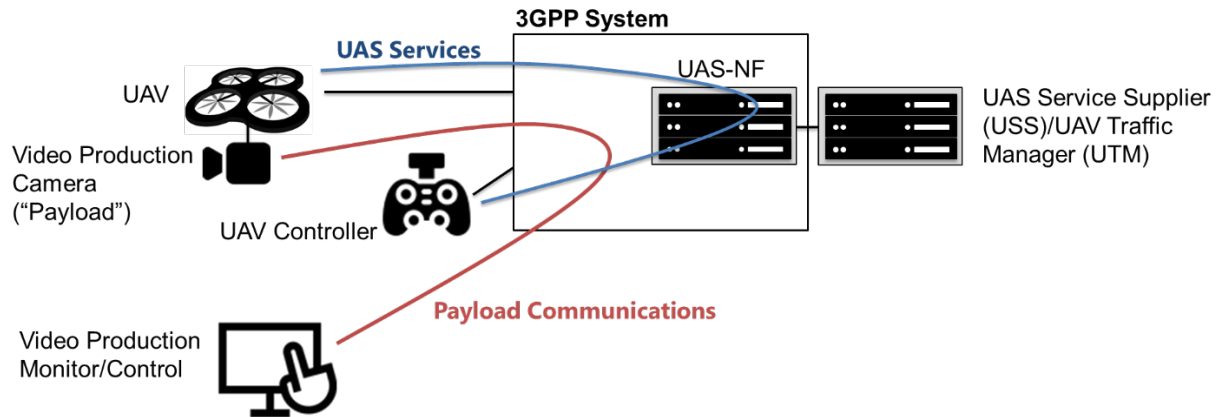 3GPP System
UAS Services
UAS-NF
UAV
UAS Service Supplier
(USS)/UAV Traffic
Manager (UTM)
Video Production
Camera
(“Payload”)
UAV Controller
Payload Communications
Video Production
Monitor/Control